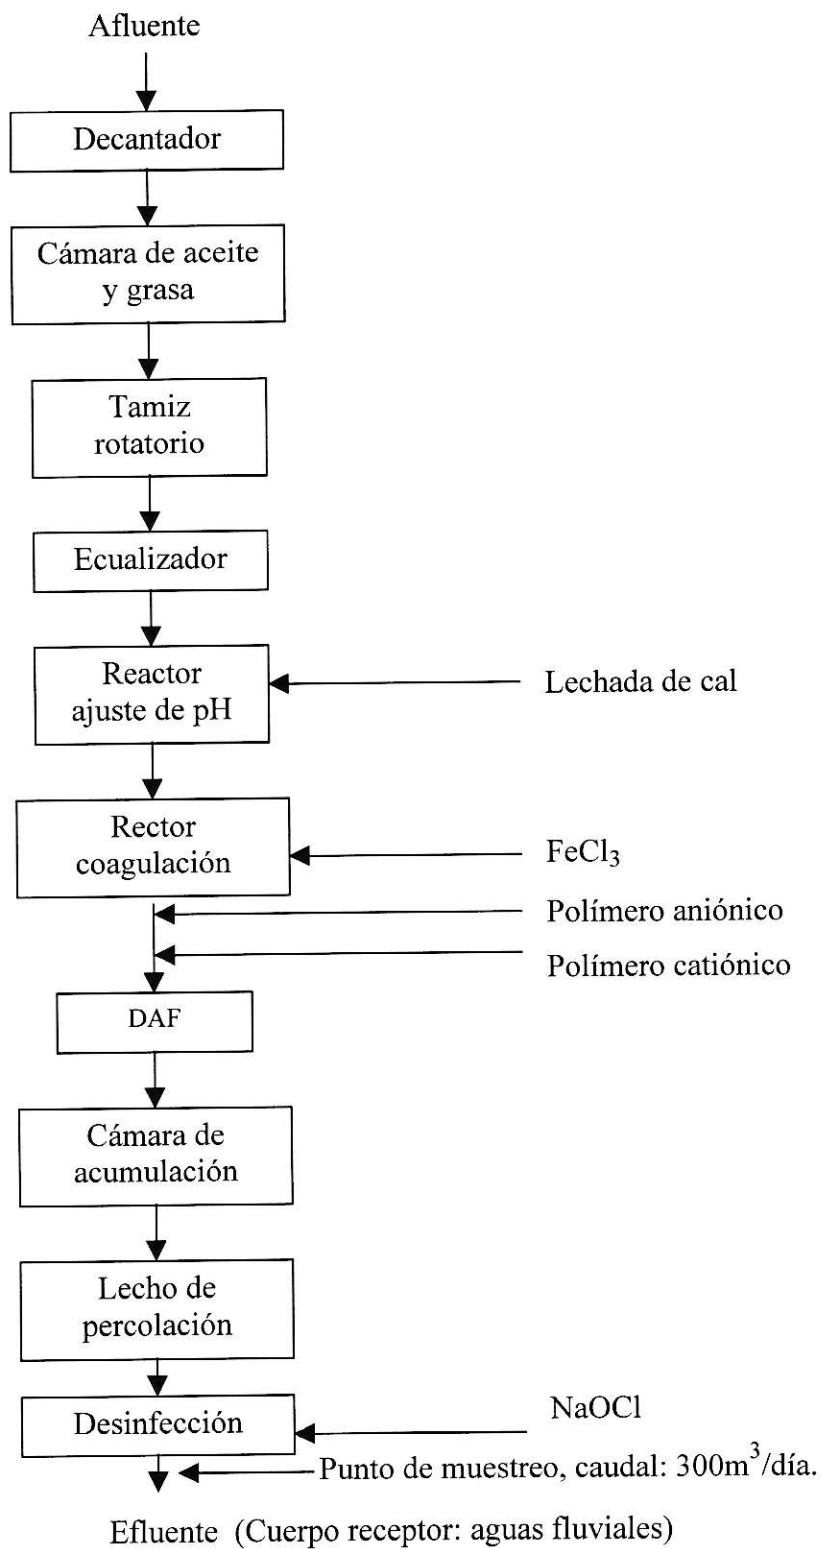 Afluente
Decantador
Cámara de aceite
y grasa
Tamiz
rotatorio
Ecualizador
Reactor
ajuste de pH
Lechada de cal
Rector
coagulación
FeCl3
Polímero aniónico
Polímero catiónico
DAF
Cámara de
acumulación
Lecho de
percolación
Desinfección
NaOCl
Punto de muestreo, caudal: 300m3/día.
Efluente (Cuerpo receptor: aguas fluviales)